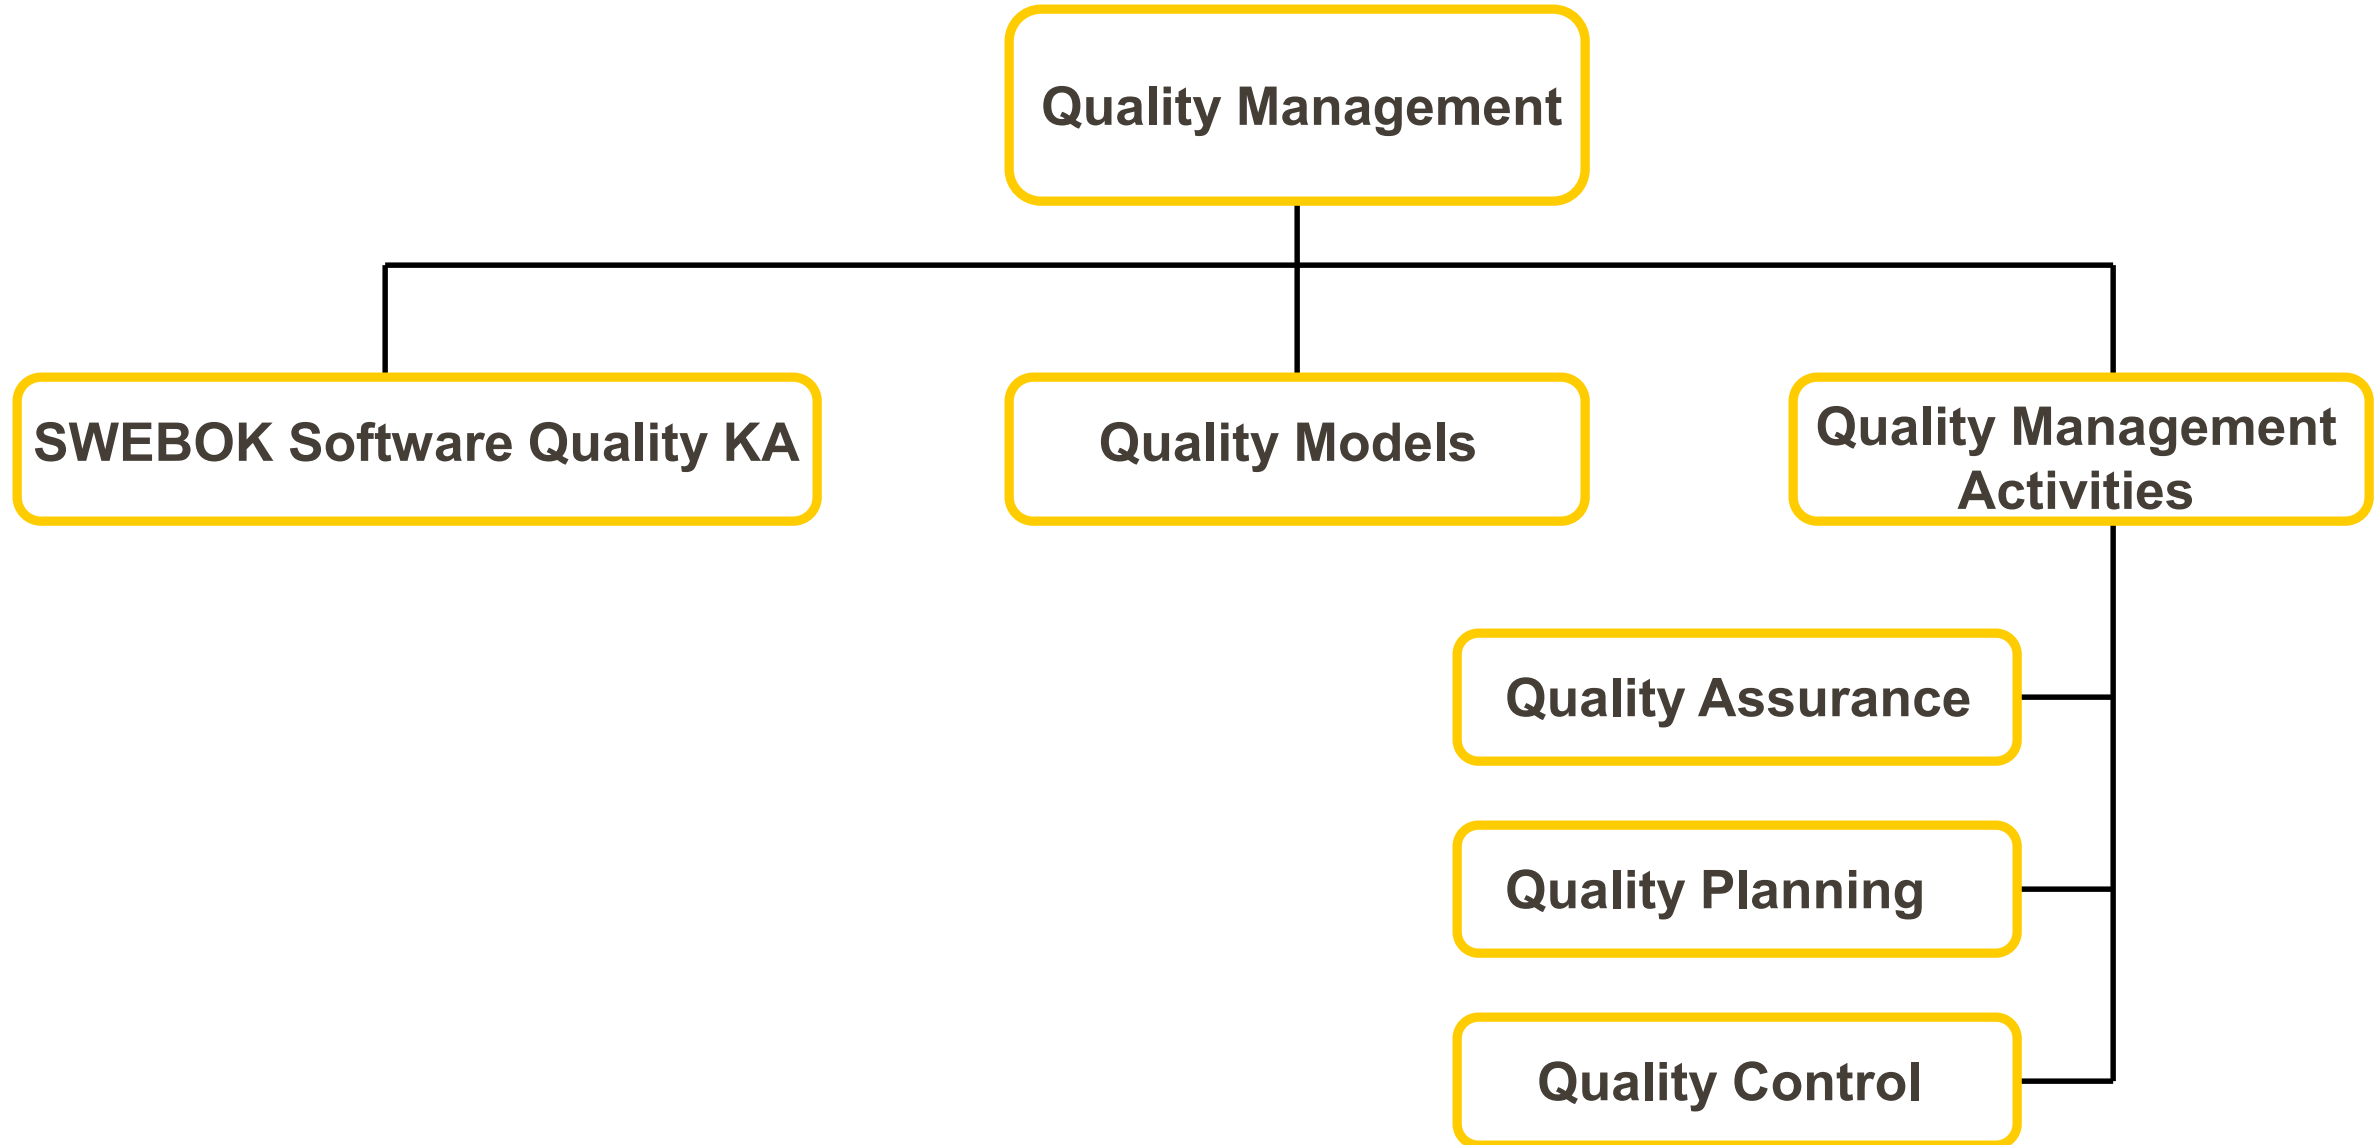 Quality Management
SWEBOK Software Quality KA
Quality Models
Quality Management
Activities
Quality Assurance
Quality Planning
Quality Control